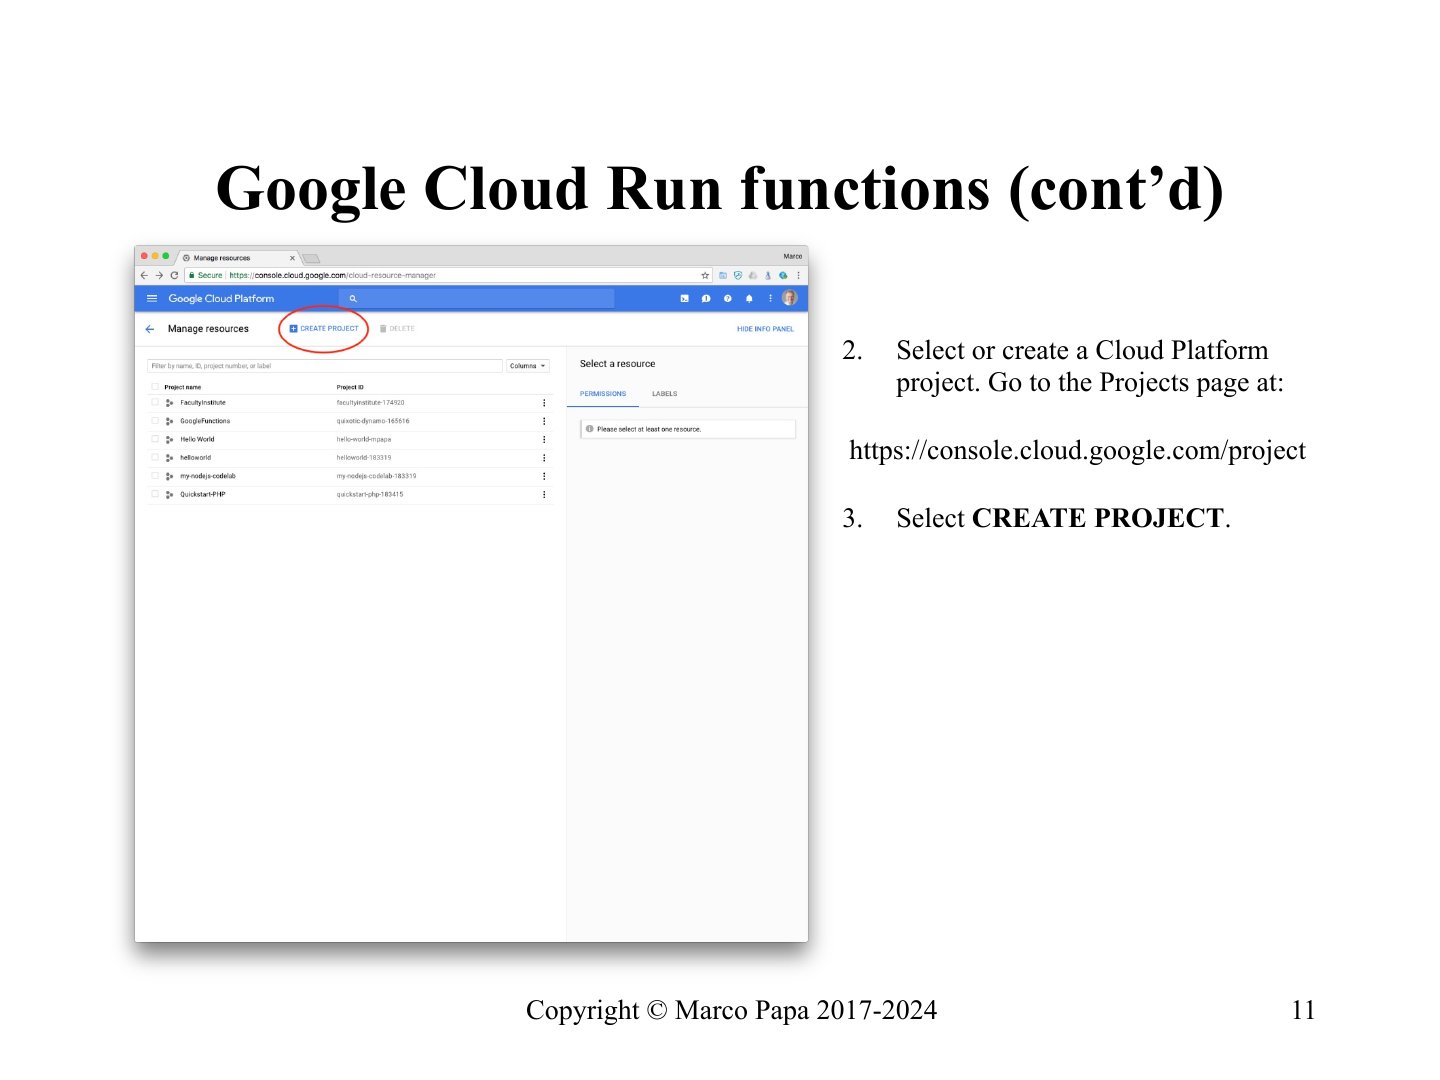 Google Cloud Run functions (cont’d)
Manage resources
Marco
Secure
https://console.cloud.google.com/cloud-resource-manager
Google Cloud Platform
Manage resources
CREATE PROJECT
DELETE
HIDE INFO PANEL
Filter by name, ID, project number, or label
Columns
Select a resource
Project name Project ID
PERMISSIONS LABELS
FacultyInstitute facultyinstitute-174920
GoogleFunctions quixotic-dynamo-165616
Please select at least one resource.
Hello World hello-world-mpapa
helloworld helloworld-183319
my-nodejs-codelab my-nodejs-codelab-183319
Quickstart-PHP quickstart-php-183415
2. Select or create a Cloud Platform
project. Go to the Projects page at:
https://console.cloud.google.com/project
3. Select CREATE PROJECT.
Copyright © Marco Papa 2017-2024
11